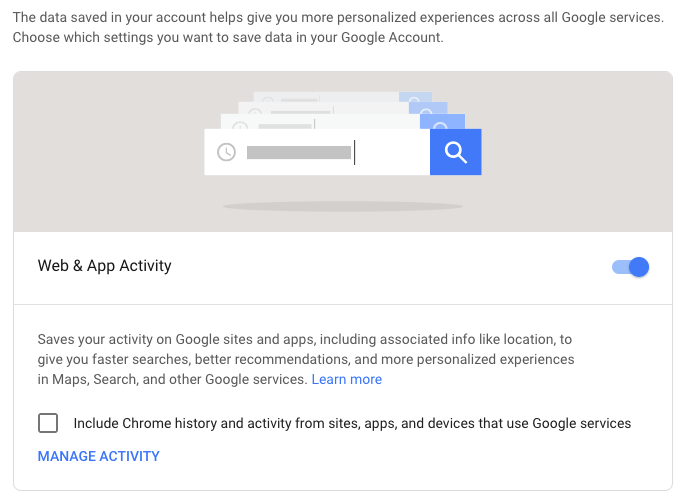 The data saved in your account helps give you more personalized experiences across all Google services.
Choose which settings you want to save data in your Google Account.
Web & App Activity
Saves your activity on Google sites and apps, including associated info like location, to
give you faster searches, better recommendations, and more personalized experiences
in Maps, Search, and other Google services. Learn more
Include Chrome history and activity from sites, apps, and devices that use Google services
MANAGE ACTIVITY